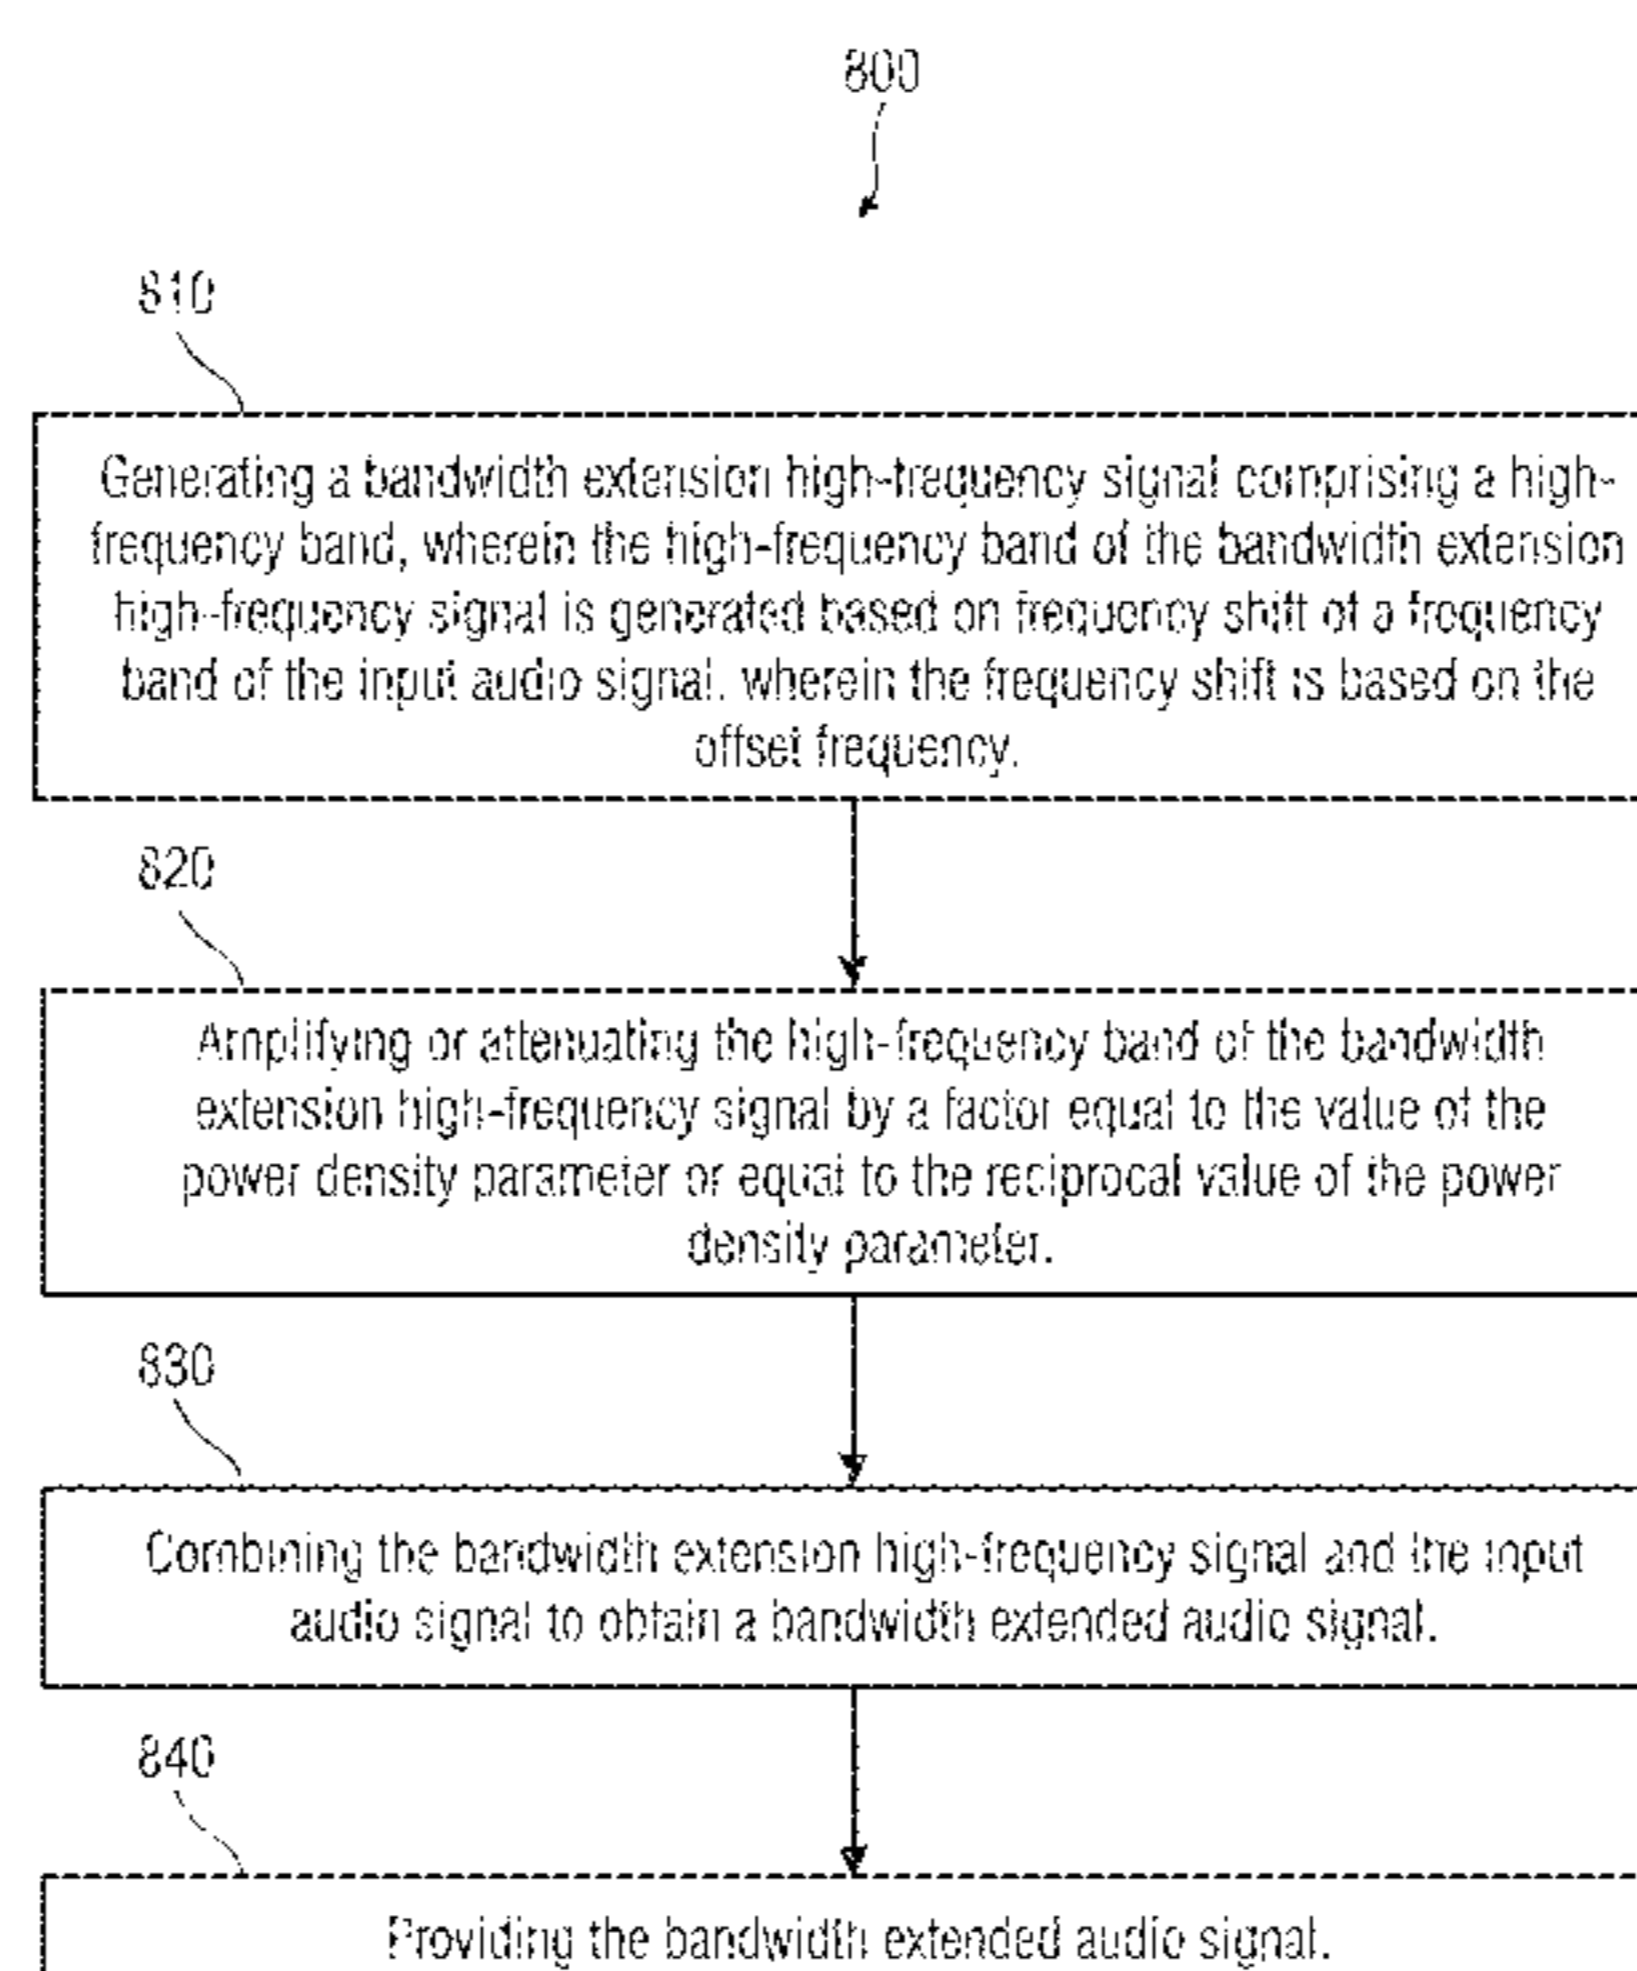 800
810
Generating a bandwidth extension high-frequency signal comprising a high-
frequency band, wherein the high-frequency band of the bandwidth extension
high-frequency signal is generated based on frequency shift of a frequency
band of the input audio signal, wherein the frequency shift is based on the
offset frequency.
820
Amplifying or attenuating the high-frequency band of the bandwidth
extension high-frequency signal by a factor equal to the value of the
power density parameter or equal to the reciprocal value of the power
density parameter.
830
Combining the bandwidth extension high-frequency signal and the input
audio signal to obtain a bandwidth extended audio signal.
840
Providing the bandwidth extended audio signal.